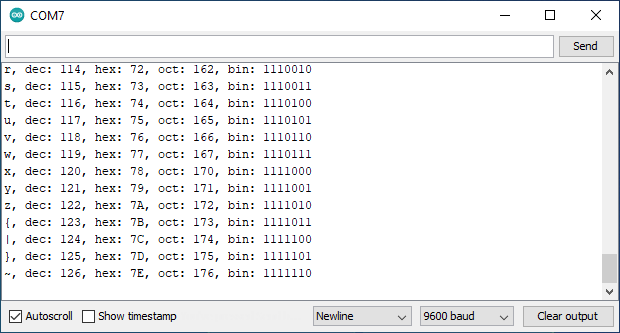 COM7
Send
r, dec: 114, hex: 72, oct: 162, bin: 1110010
s, dec: 115, hex: 73, oct: 163, bin: 1110011
t, dec: 116, hex: 74, oct: 164, bin: 1110100
u, dec: 117, hex: 75, oct: 165, bin: 1110101
v, dec: 118, hex: 76, oct: 166, bin: 1110110
w, dec: 119, hex: 77, oct: 167, bin: 1110111
x, dec: 120, hex: 78, oct: 170, bin: 1111000
y, dec: 121, hex: 79, oct: 171, bin: 1111001
z, dec: 122, hex: 7A, oct: 172, bin: 1111010
{, dec: 123, hex: 7B, oct: 173, bin: 1111011
|, dec: 124, hex: 7C, oct: 174, bin: 1111100
}, dec: 125, hex: 7D, oct: 175, bin: 1111101
~, dec: 126, hex: 7E, oct: 176, bin: 1111110
Autoscroll Show timestamp Newline 9600 baud Clear output